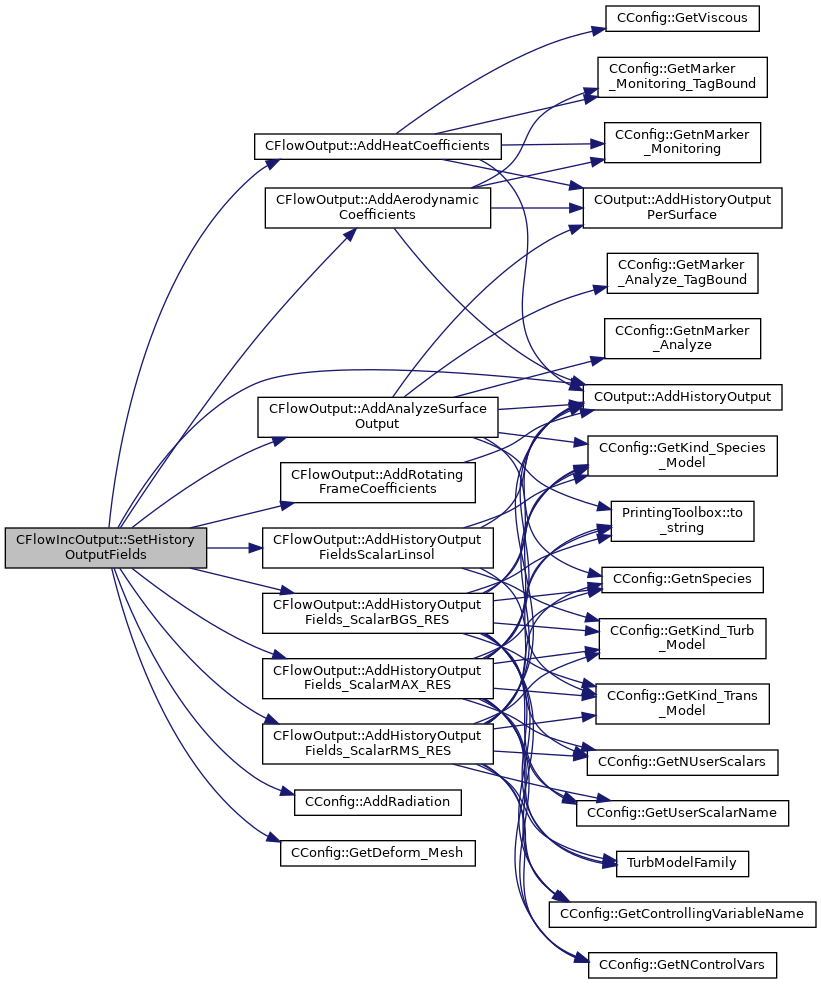 CFlowIncOutput::SetHistory
OutputFields
CFlowOutput::AddHeatCoefficients
CFlowOutput::AddAerodynamic
Coefficients
CFlowOutput::AddAnalyzeSurface
Output
CFlowOutput::AddRotating
FrameCoefficients
CFlowOutput::AddHistoryOutput
FieldsScalarLinsol
CFlowOutput::AddHistoryOutput
Fields_ScalarBGS_RES
CFlowOutput::AddHistoryOutput
Fields_ScalarMAX_RES
CFlowOutput::AddHistoryOutput
Fields_ScalarRMS_RES
CConfig::AddRadiation
CConfig::GetDeform_Mesh
CConfig::GetViscous
CConfig::GetMarker
_Monitoring_TagBound
CConfig::GetnMarker
_Monitoring
COutput::AddHistoryOutput
PerSurface
CConfig::GetMarker
_Analyze_TagBound
CConfig::GetnMarker
_Analyze
COutput::AddHistoryOutput
CConfig::GetKind_Species
_Model
PrintingToolbox::to
_string
CConfig::GetnSpecies
CConfig::GetKind_Turb
_Model
CConfig::GetKind_Trans
_Model
CConfig::GetNUserScalars
CConfig::GetUserScalarName
TurbModelFamily
CConfig::GetControllingVariableName
CConfig::GetNControlVars